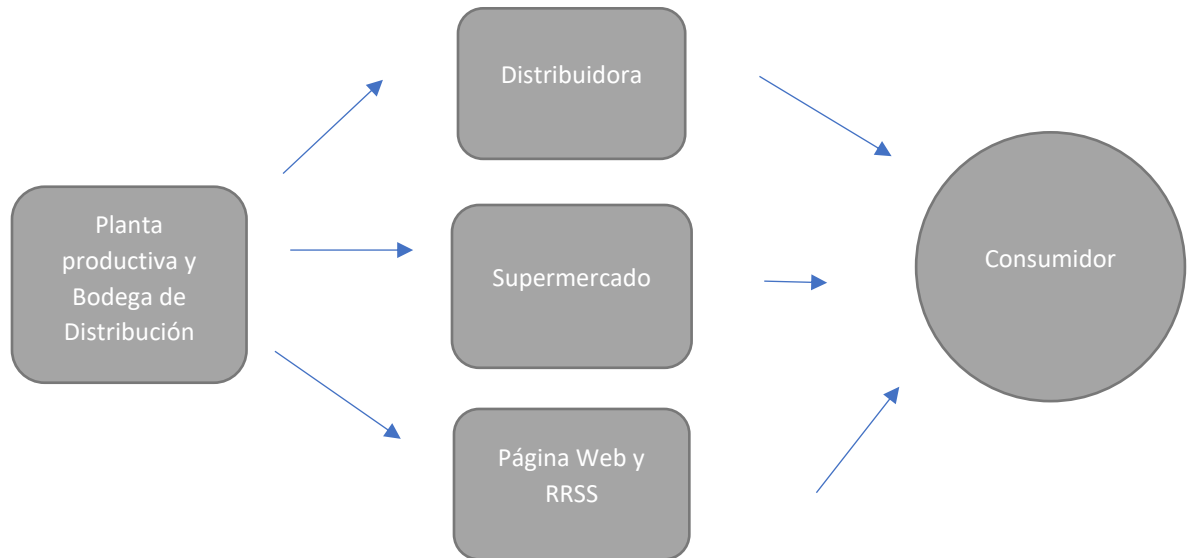 Planta
productiva y
Bodega de
Distribución
Distribuidora
Supermercado
Página Web y
RRSS
Consumidor